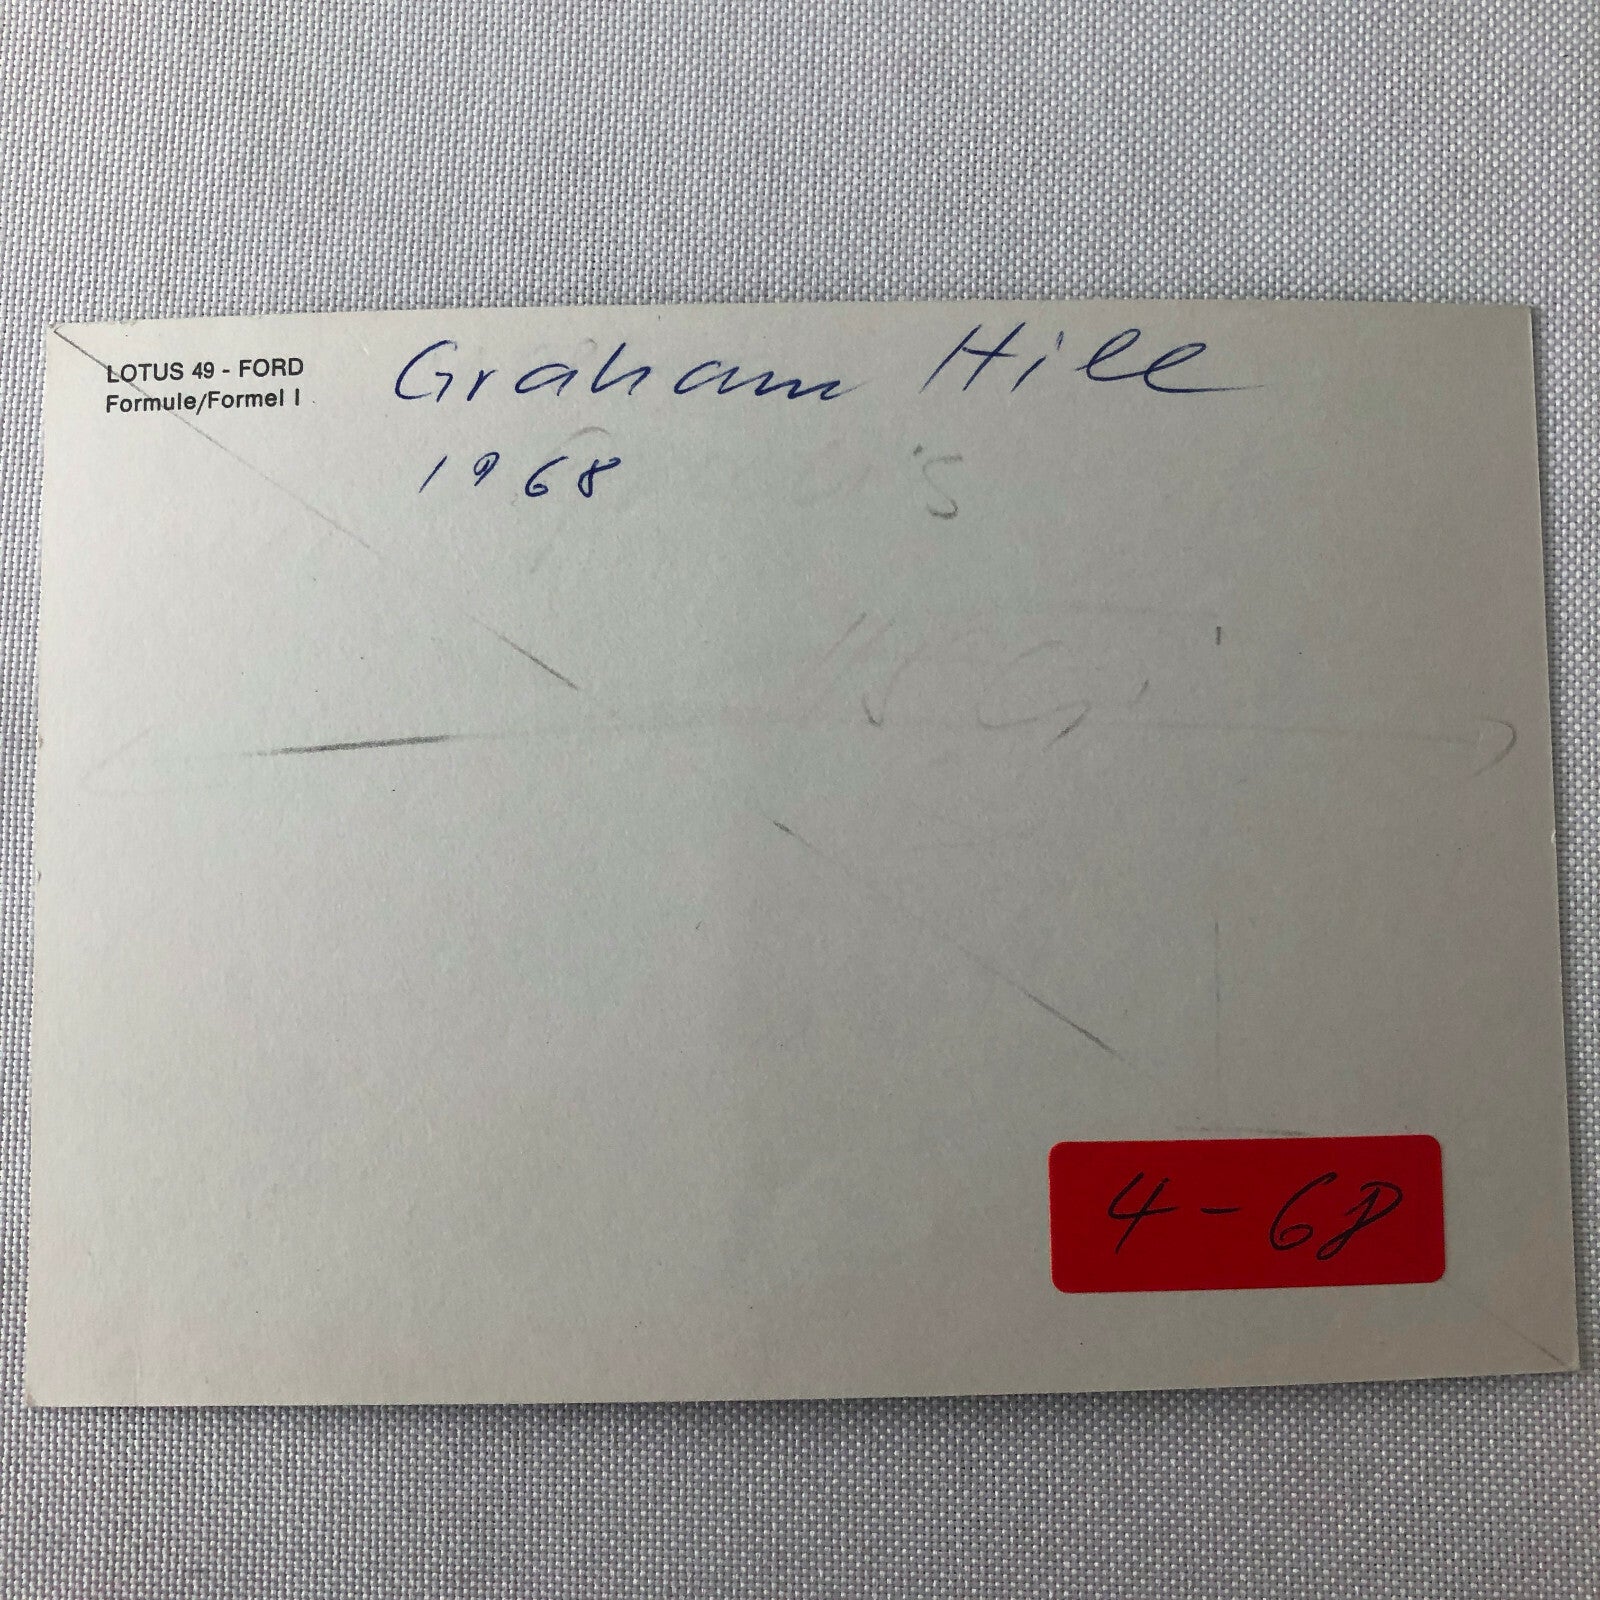 LOTUS 49 - FORD
Formule/Formel I
Graham Hill
1968
4-68